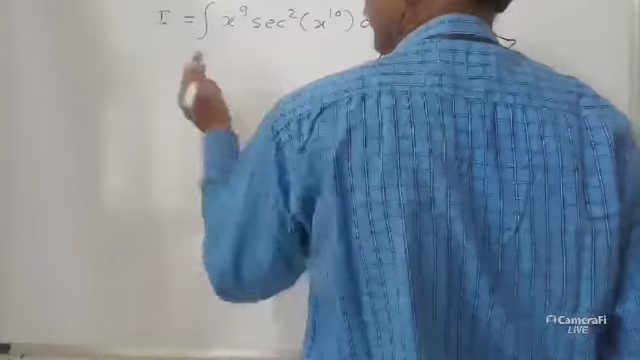 I = ∫ x⁹ sec² (x¹⁰)
CameraFi
LIVE